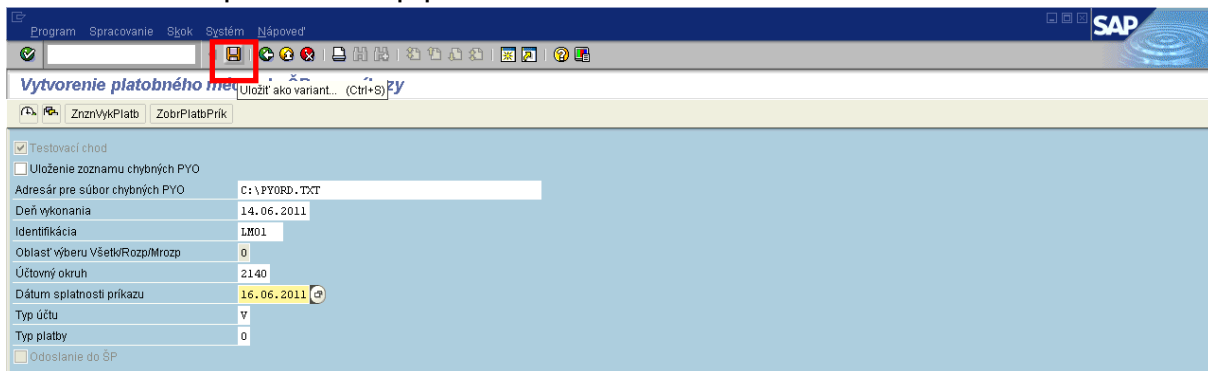 Program Spracovanie Skok Systém Nápoveď
SAP
Vytvorenie platobného
Uložiť ako variant... (Ctrl+S)
ZnznVykPlatb ZobrPlatbPrík
Testovací chod
Uloženie zoznamu chybných PYO
Adresár pre súbor chybných PYO C:\PYORD.TXT
Deň vykonania 14.06.2011
Identifikácia LM01
Oblasť výberu Všetk/Rozp/Mrozp 0
Účtovný okruh 2140
Dátum splatnosti príkazu 16.06.2011
Typ účtu V
Typ platby 0
Odoslanie do ŠP